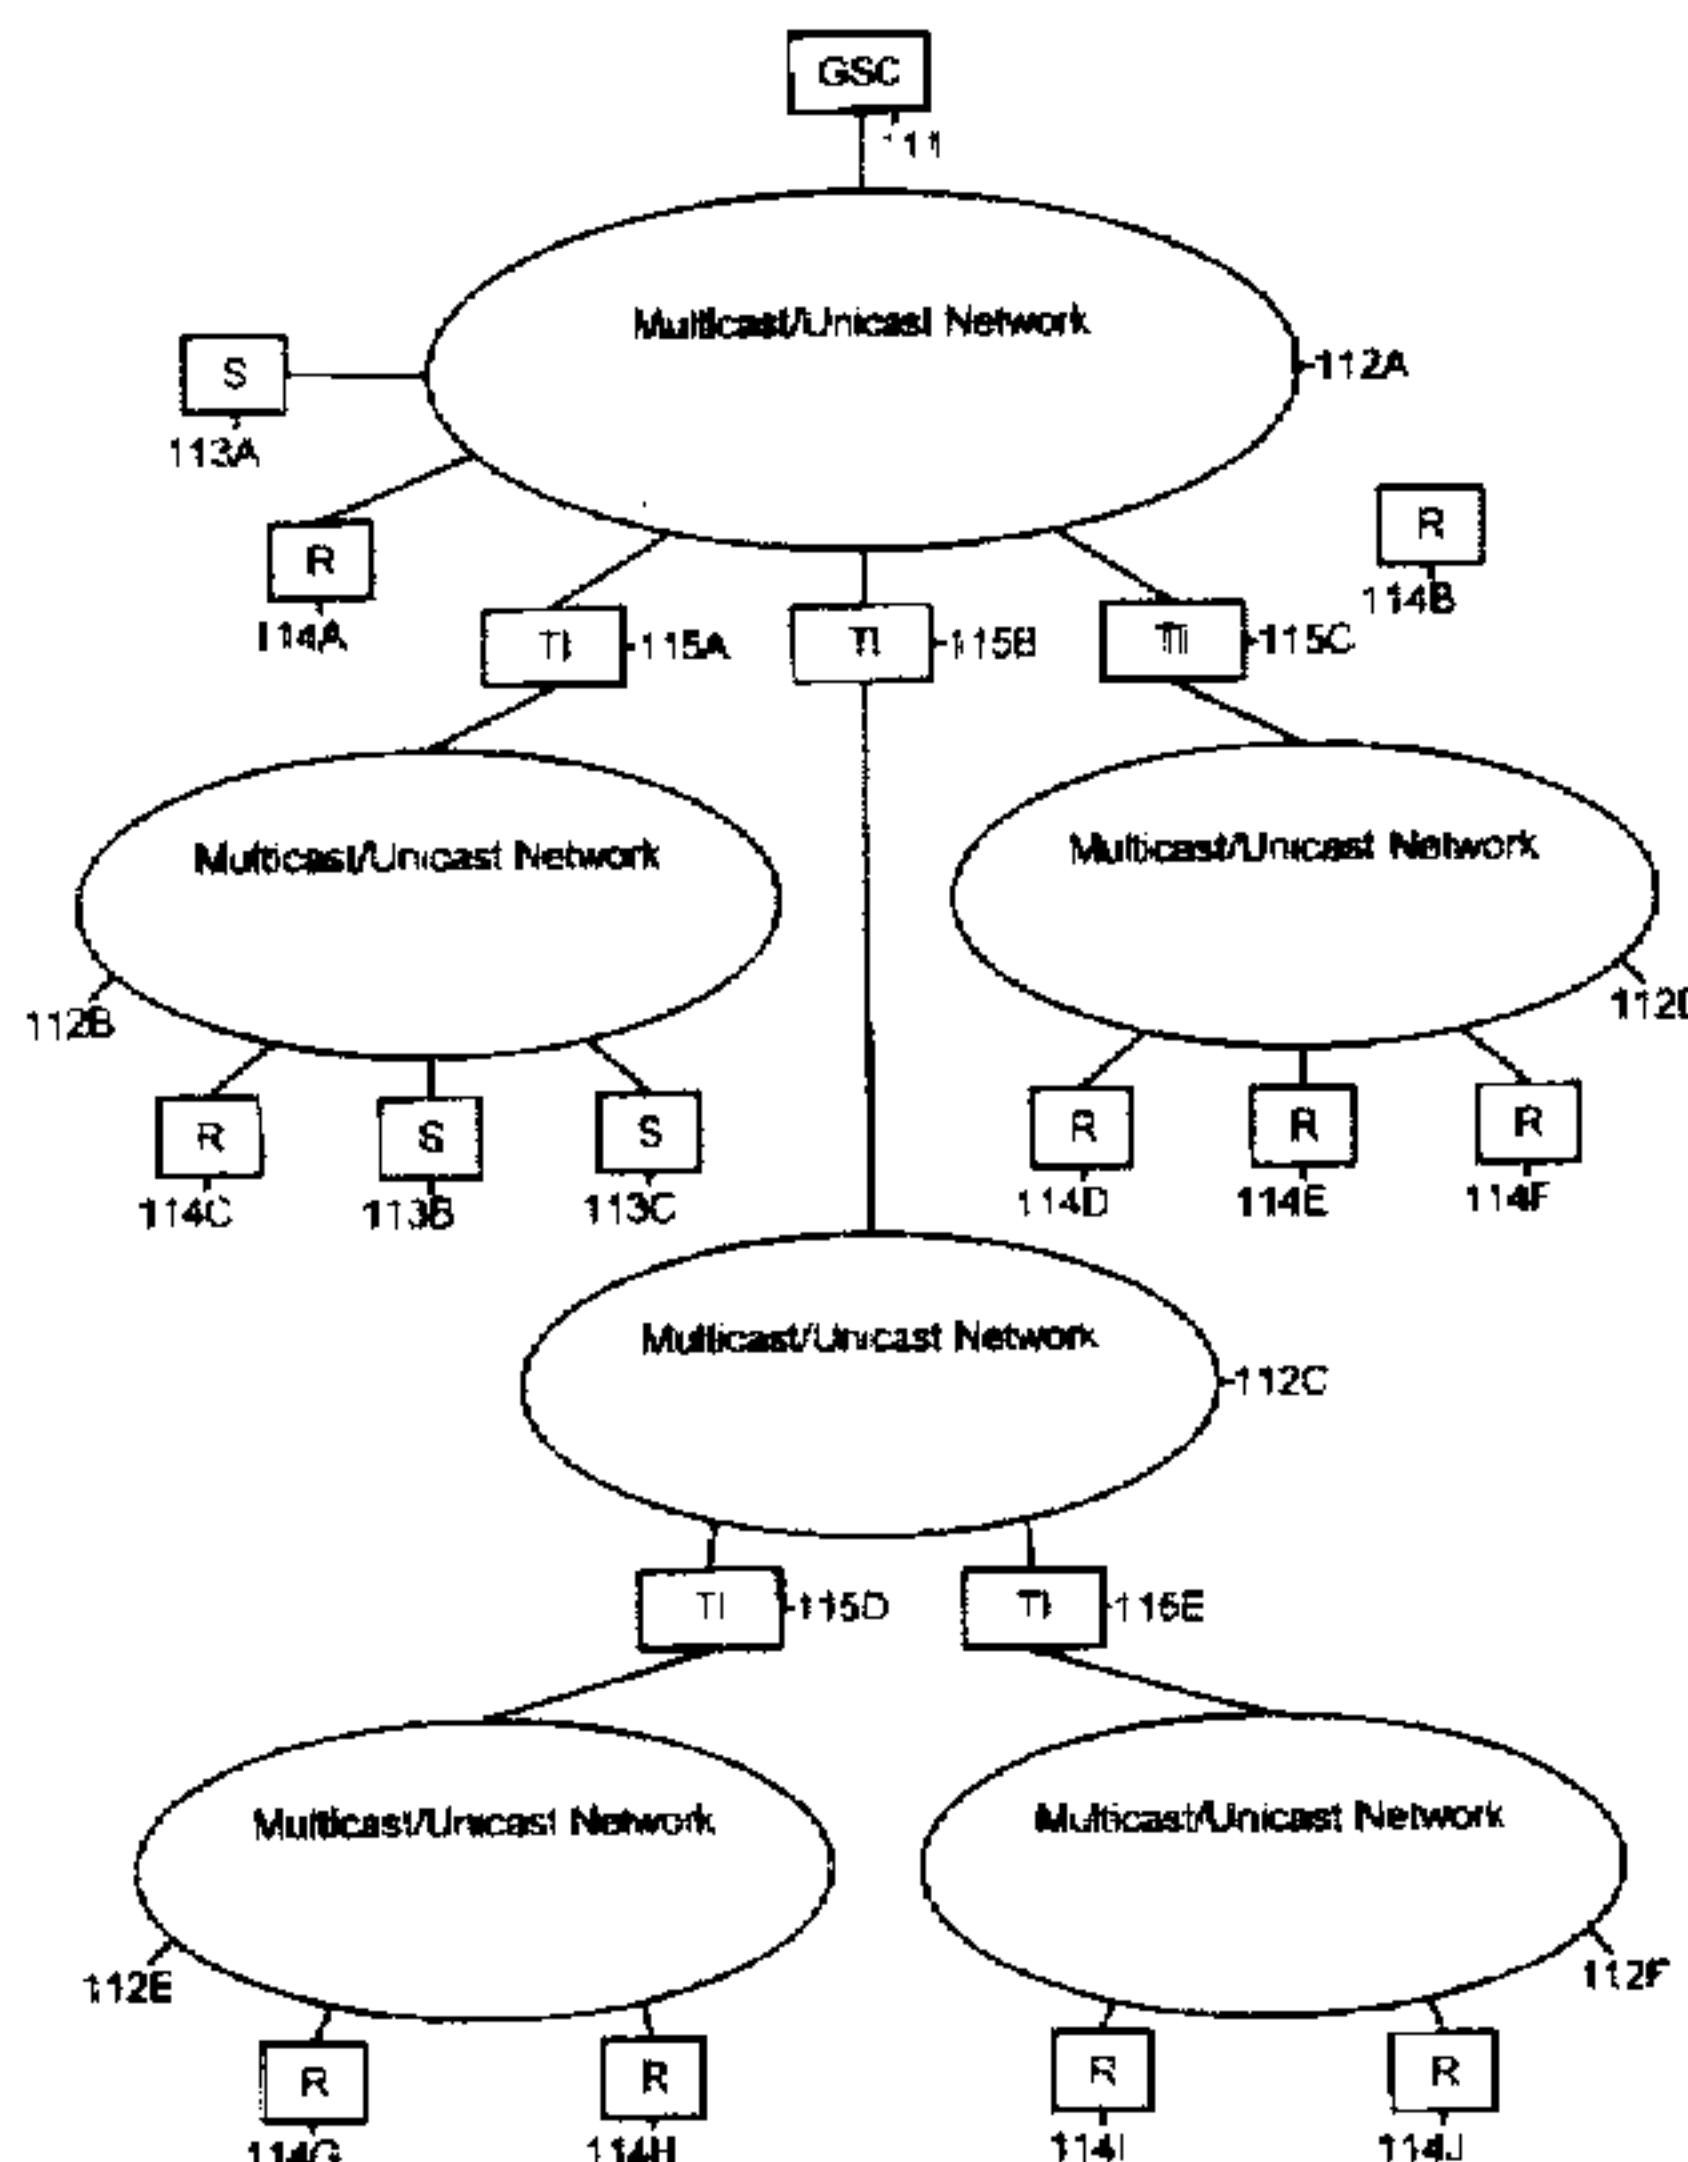 GSC
111
Multicast/Unicast Network
112A
S
113A
R
114B
R
114A
TI
115A
TI
115B
TI
115C
Multicast/Unicast Network
Multicast/Unicast Network
112B
112D
R
S
S
R
R
R
114C
113B
113C
114D
114E
114F
Multicast/Unicast Network
112C
TI
115D
TI
115E
Multicast/Unicast Network
Multicast/Unicast Network
112E
112F
R
R
R
R
114G
114H
114I
114J